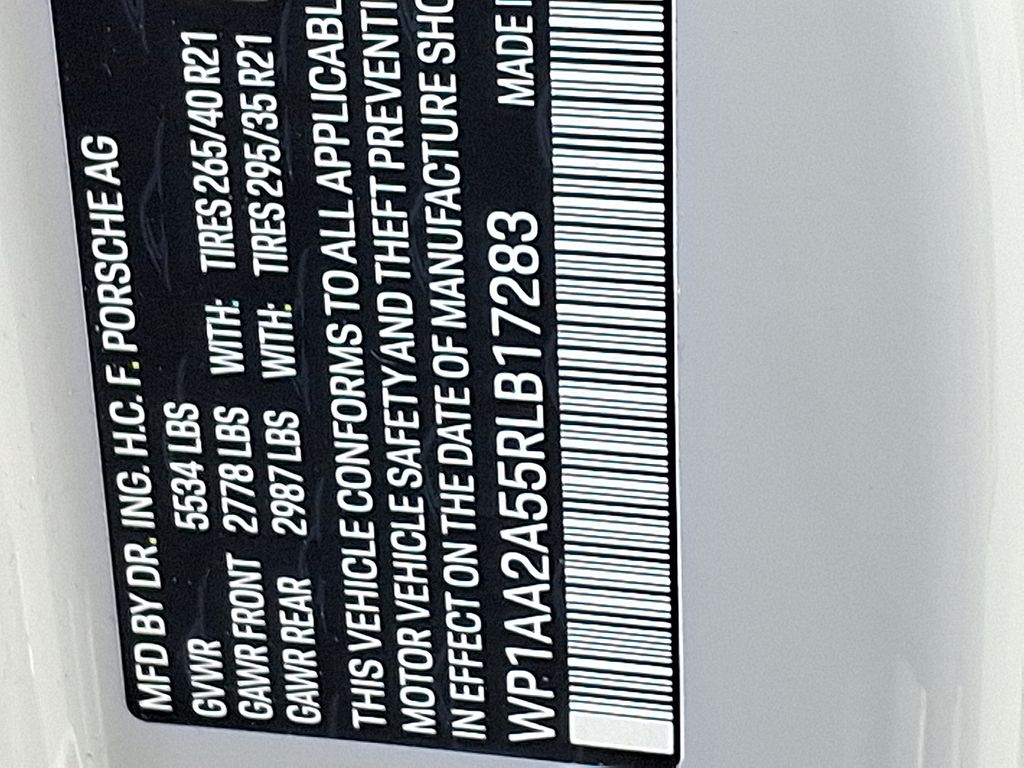 MFD BY DR. ING. H.C. F. PORSCHE AG
GVWR 5534 LBS
GAWR FRONT 2778 LBS WITH: TIRES 265/40 R21
GAWR REAR 2987 LBS WITH: TIRES 295/35 R21
THIS VEHICLE CONFORMS TO ALL APPLICABL
MOTOR VEHICLE SAFETY AND THEFT PREVENTI
IN EFFECT ON THE DATE OF MANUFACTURE SHO
WP1AA2A55RLB17283 MADE